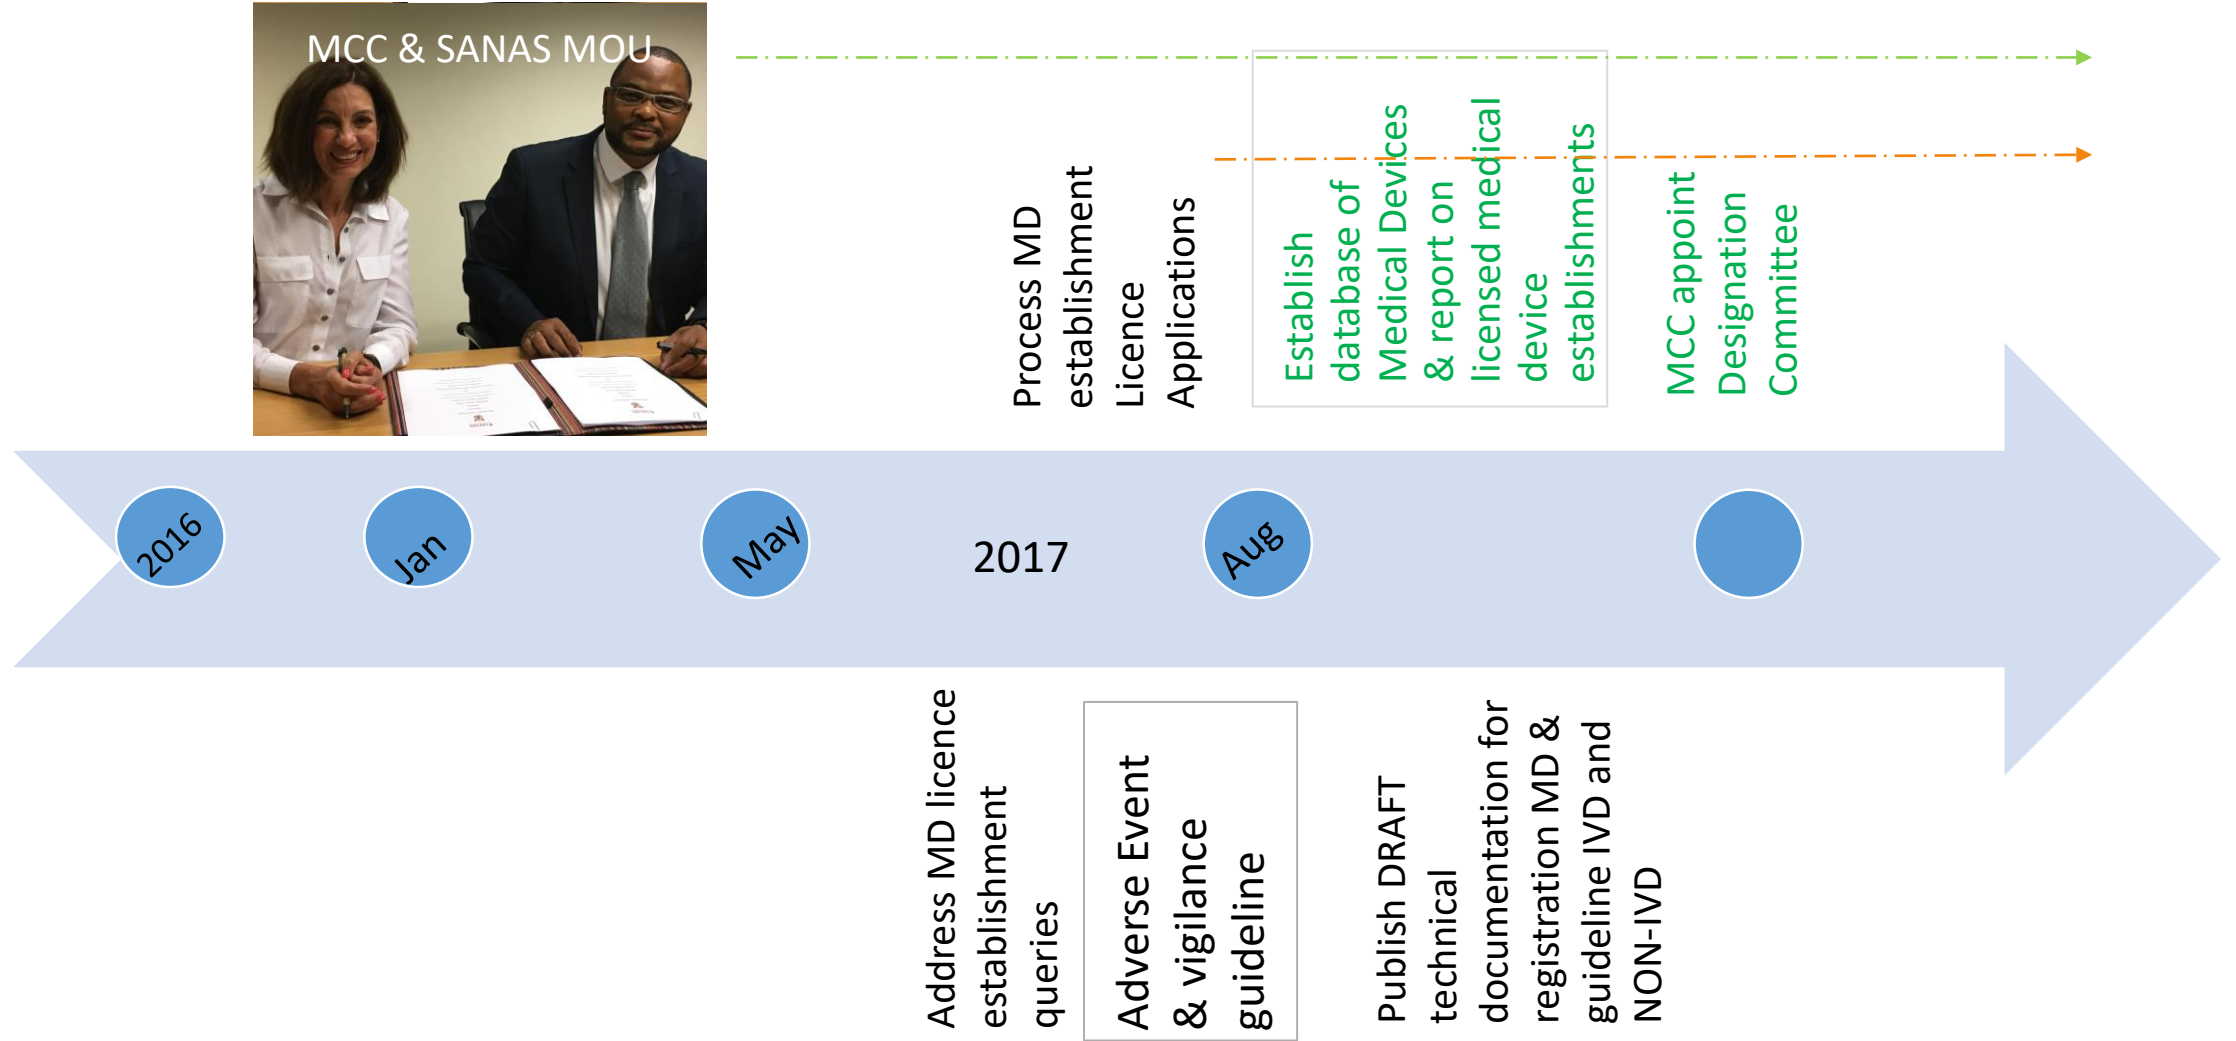 MCC & SANAS MOU
Process MD
establishment
Licence
Applications
Establish
database of
Medical Devices
& report on
licensed medical
device
establishments
MCC appoint
Designation
Committee
2016
Jan
May
2017
Aug
Address MD licence
establishment
queries
Adverse Event
& vigilance
guideline
Publish DRAFT
technical
documentation for
registration MD &
guideline IVD and
NON-IVD